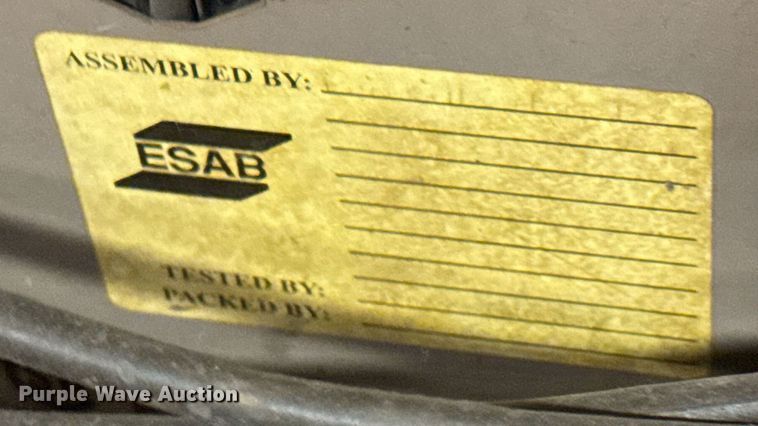 ASSEMBLED BY:
ESAB
TESTED BY:
PACKED BY:
Purple Wave Auction